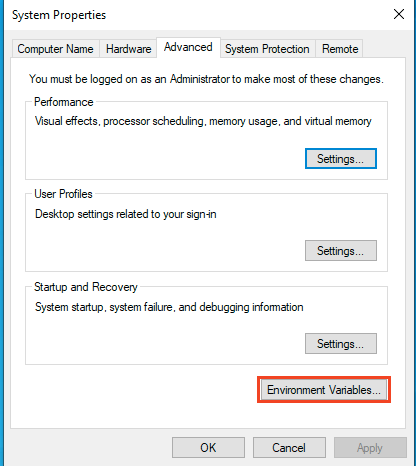 System Properties
Computer Name Hardware Advanced System Protection Remote
You must be logged on as an Administrator to make most of these changes.
Performance
Visual effects, processor scheduling, memory usage, and virtual memory
Settings...
User Profiles
Desktop settings related to your sign-in
Settings...
Startup and Recovery
System startup, system failure, and debugging information
Settings...
Environment Variables...
OK Cancel Apply